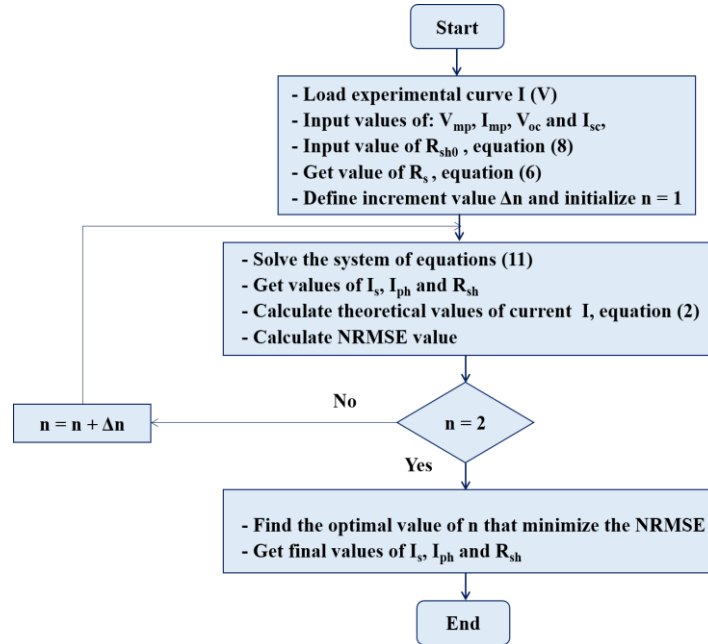 Start
- Load experimental curve I (V)
- Input values of: Vmp, Imp, Voc and Isc,
- Input value of Rsh0 , equation (8)
- Get value of Rs , equation (6)
- Define increment value Δn and initialize n = 1
- Solve the system of equations (11)
- Get values of Is, Iph and Rsh
- Calculate theoretical values of current I, equation (2)
- Calculate NRMSE value
No
n = n + Δn
n = 2
Yes
- Find the optimal value of n that minimize the NRMSE
- Get final values of Is, Iph and Rsh
End